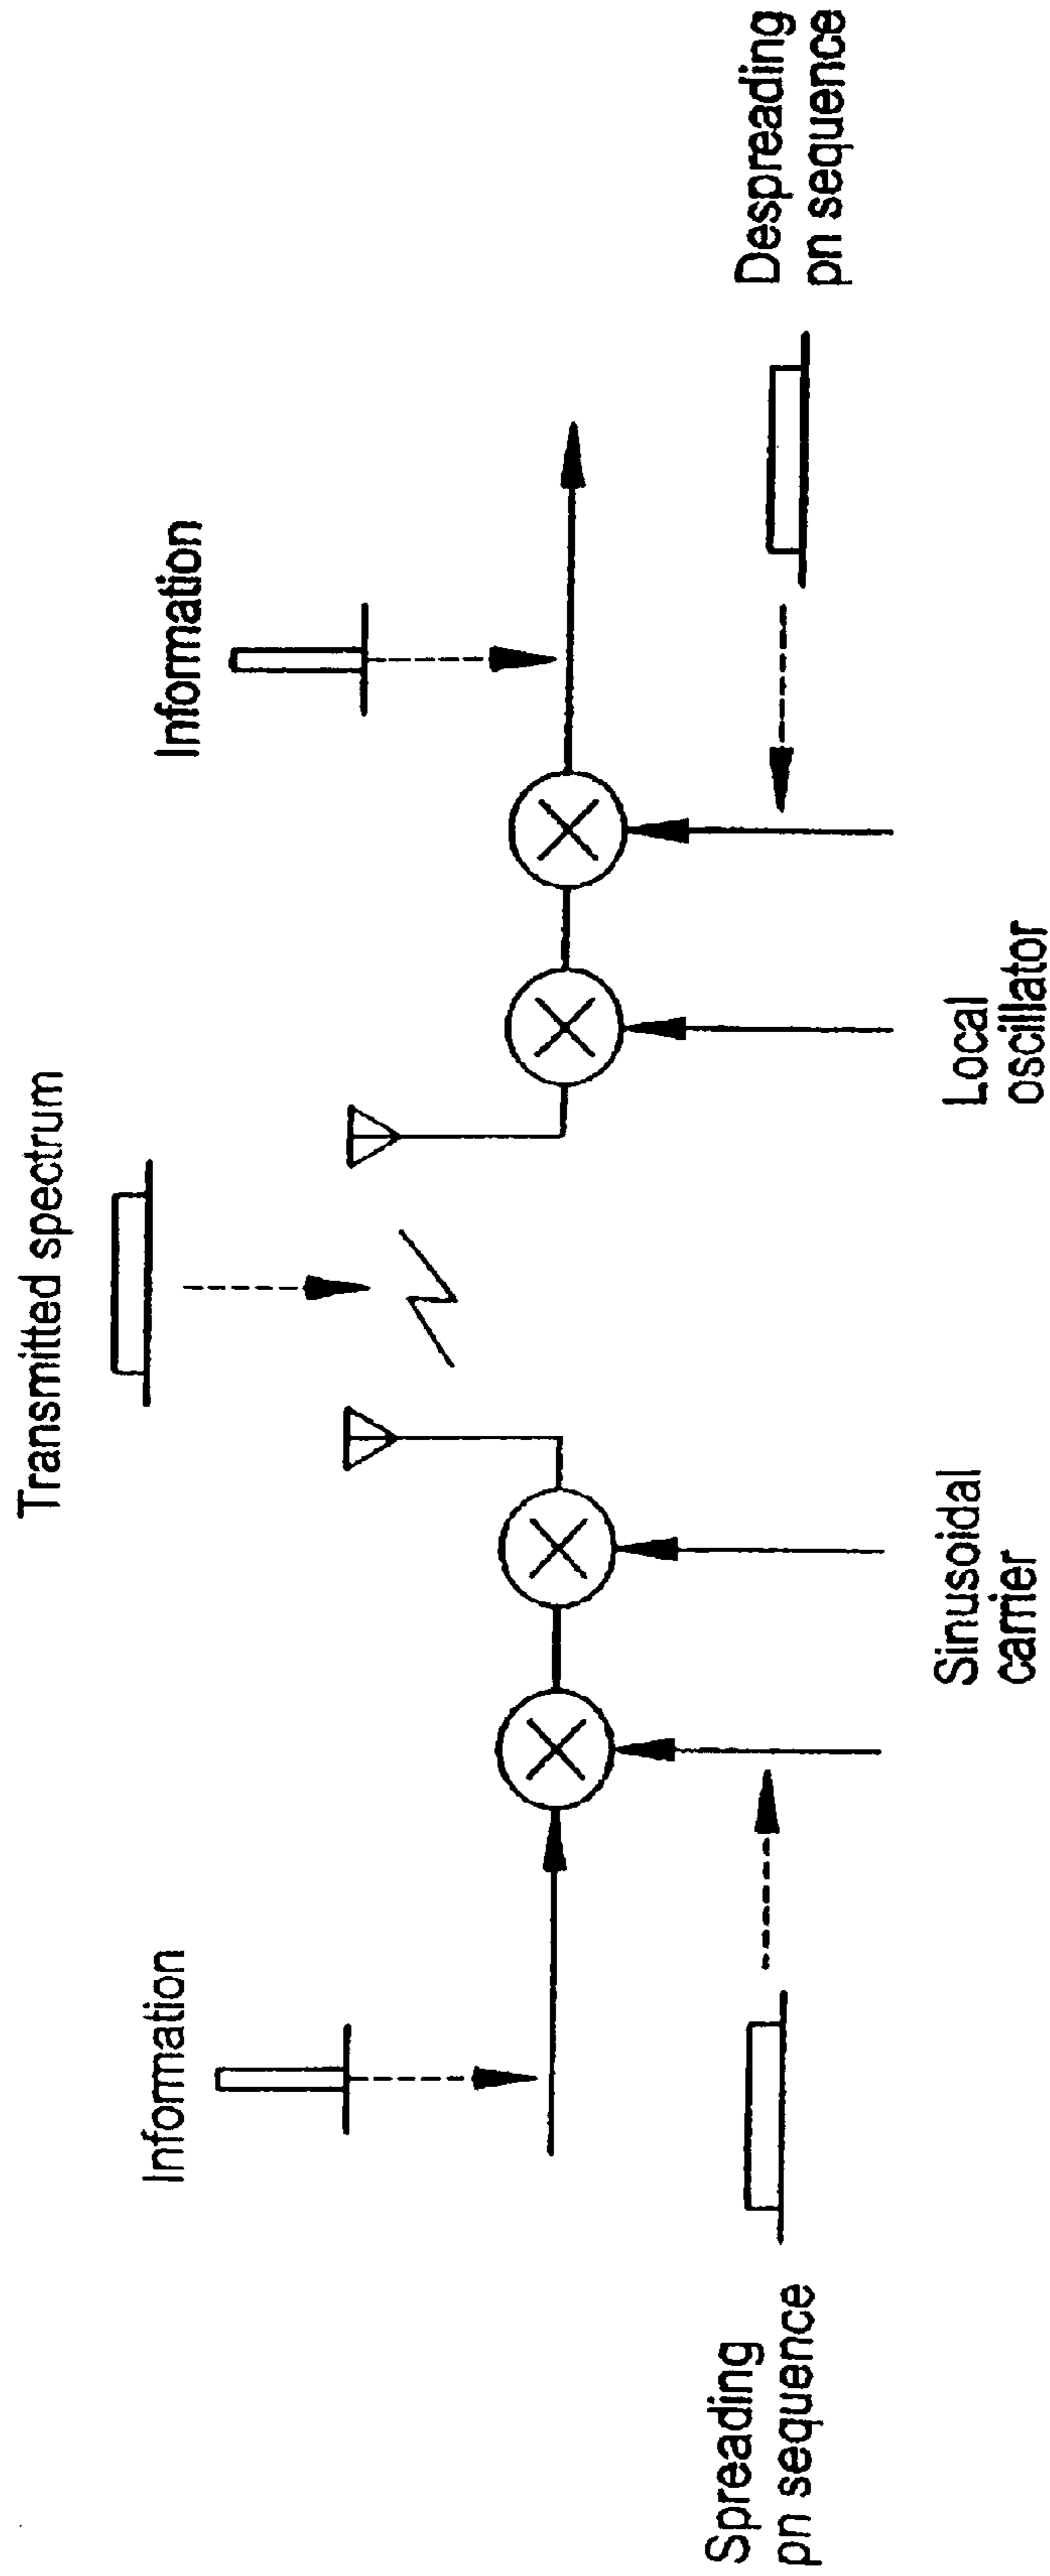 Transmitted spectrum
Information
Information
Spreading
pn sequence
Sinusoidal
carrier
Local
oscillator
Despreading
pn sequence